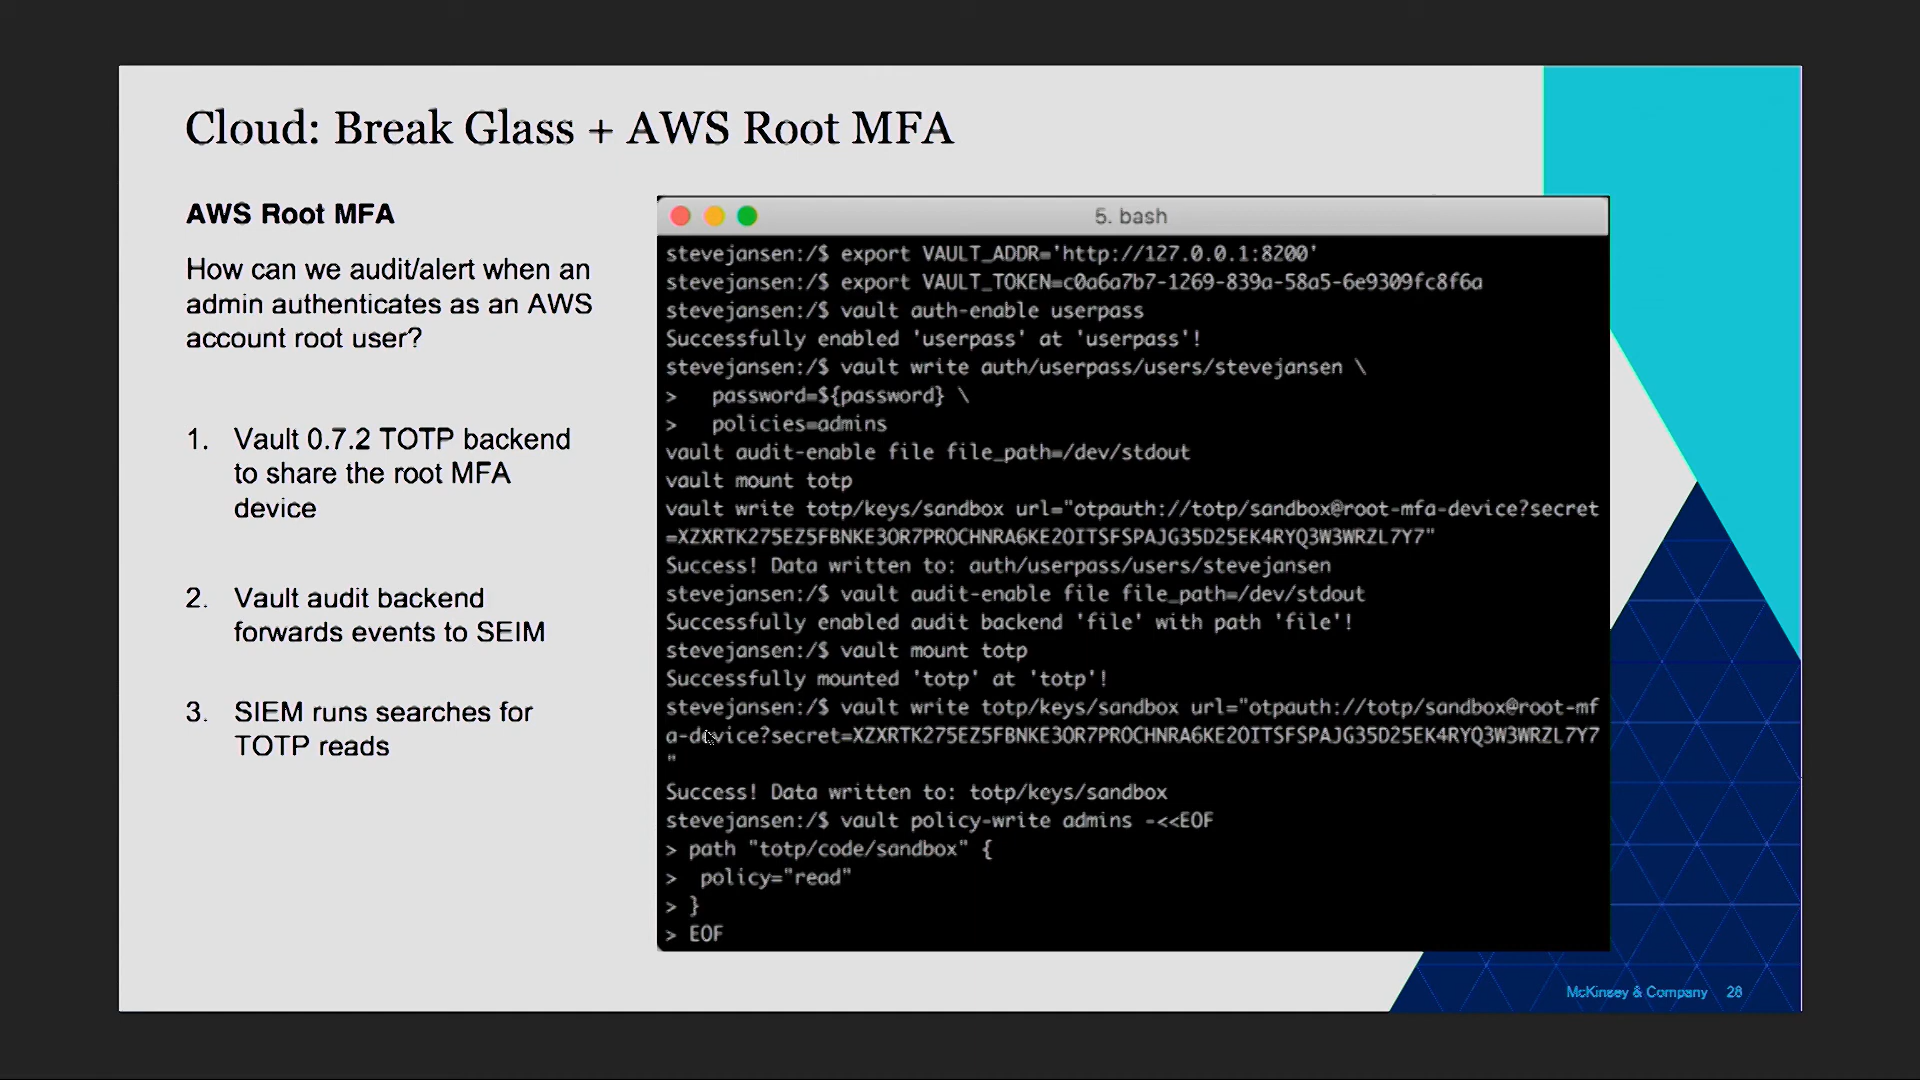 Cloud: Break Glass + AWS Root MFA
AWS Root MFA
How can we audit/alert when an
admin authenticates as an AWS
account root user?
1. Vault 0.7.2 TOTP backend
to share the root MFA
device
2. Vault audit backend
forwards events to SEIM
3. SIEM runs searches for
TOTP reads
5. bash
stevejansen:/$ export VAULT_ADDR='http://127.0.0.1:8200'
stevejansen:/$ export VAULT_TOKEN=c0a6a7b7-1269-839a-58a5-6e9309fc8f6a
stevejansen:/$ vault auth-enable userpass
Successfully enabled 'userpass' at 'userpass'!
stevejansen:/$ vault write auth/userpass/users/stevejansen \
>   password=${password} \
>   policies=admins
vault audit-enable file file_path=/dev/stdout
vault mount totp
vault write totp/keys/sandbox url="otpauth://totp/sandbox@root-mfa-device?secret
=XZXRTK275EZ5FBNKE3OR7PROCHNRA6KE2OITSFSPAJG35D25EK4RYQ3W3WRZL7Y7"
Success! Data written to: auth/userpass/users/stevejansen
stevejansen:/$ vault audit-enable file file_path=/dev/stdout
Successfully enabled audit backend 'file' with path 'file'!
stevejansen:/$ vault mount totp
Successfully mounted 'totp' at 'totp'!
stevejansen:/$ vault write totp/keys/sandbox url="otpauth://totp/sandbox@root-mf
a-device?secret=XZXRTK275EZ5FBNKE3OR7PROCHNRA6KE2OITSFSPAJG35D25EK4RYQ3W3WRZL7Y7
"
Success! Data written to: totp/keys/sandbox
stevejansen:/$ vault policy-write admins -<<EOF
> path "totp/code/sandbox" {
>  policy="read"
> }
> EOF
McKinsey & Company 28